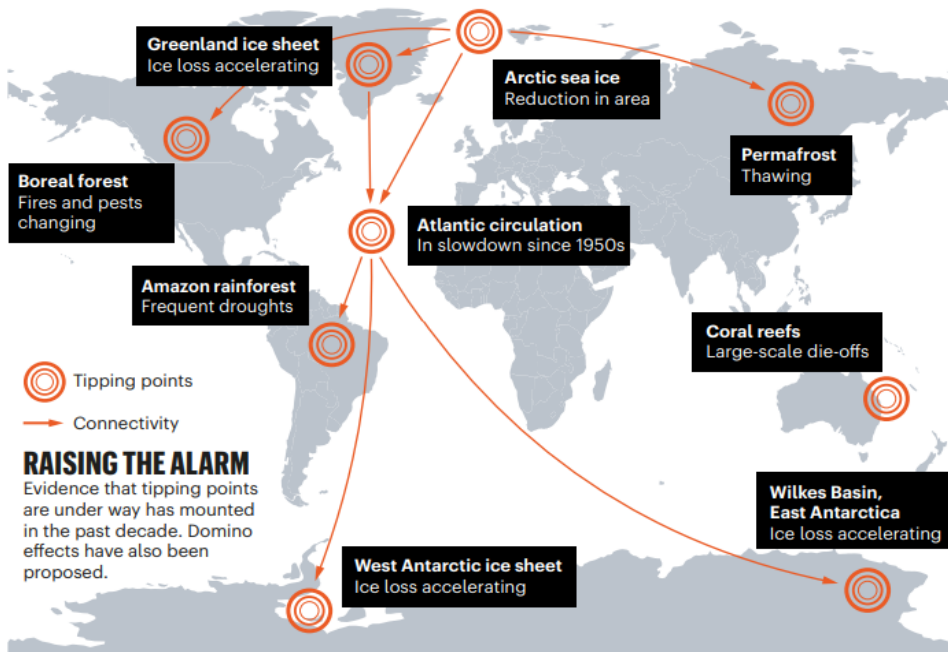 Greenland ice sheet
Ice loss accelerating
Arctic sea ice
Reduction in area
Boreal forest
Fires and pests
changing
Permafrost
Thawing
Atlantic circulation
In slowdown since 1950s
Amazon rainforest
Frequent droughts
Coral reefs
Large-scale die-offs
Tipping points
Connectivity
RAISING THE ALARM
Evidence that tipping points
are under way has mounted
in the past decade. Domino
effects have also been
proposed.
Wilkes Basin,
East Antarctica
Ice loss accelerating
West Antarctic ice sheet
Ice loss accelerating